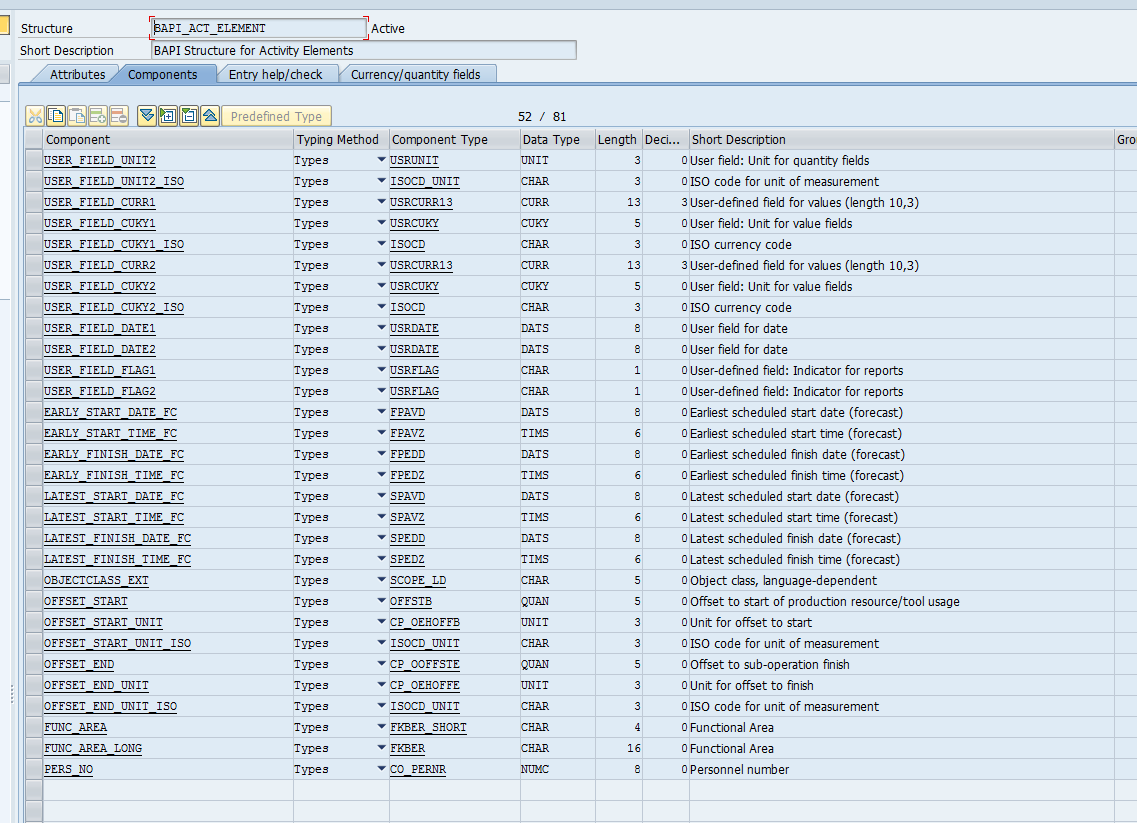 Structure BAPI_ACT_ELEMENT Active
Short Description BAPI Structure for Activity Elements
Attributes Components Entry help/check Currency/quantity fields
Predefined Type 52 / 81
Component Typing Method Component Type Data Type Length Deci... Short Description Gro
USER_FIELD_UNIT2 Types USRUNIT UNIT 3 0 User field: Unit for quantity fields
USER_FIELD_UNIT2_ISO Types ISOCD_UNIT CHAR 3 0 ISO code for unit of measurement
USER_FIELD_CURR1 Types USRCURR13 CURR 13 3 User-defined field for values (length 10,3)
USER_FIELD_CUKY1 Types USRCUKY CUKY 5 0 User field: Unit for value fields
USER_FIELD_CUKY1_ISO Types ISOCD CHAR 3 0 ISO currency code
USER_FIELD_CURR2 Types USRCURR13 CURR 13 3 User-defined field for values (length 10,3)
USER_FIELD_CUKY2 Types USRCUKY CUKY 5 0 User field: Unit for value fields
USER_FIELD_CUKY2_ISO Types ISOCD CHAR 3 0 ISO currency code
USER_FIELD_DATE1 Types USRDATE DATS 8 0 User field for date
USER_FIELD_DATE2 Types USRDATE DATS 8 0 User field for date
USER_FIELD_FLAG1 Types USRFLAG CHAR 1 0 User-defined field: Indicator for reports
USER_FIELD_FLAG2 Types USRFLAG CHAR 1 0 User-defined field: Indicator for reports
EARLY_START_DATE_FC Types FPAVD DATS 8 0 Earliest scheduled start date (forecast)
EARLY_START_TIME_FC Types FPAVZ TIMS 6 0 Earliest scheduled start time (forecast)
EARLY_FINISH_DATE_FC Types FPEDD DATS 8 0 Earliest scheduled finish date (forecast)
EARLY_FINISH_TIME_FC Types FPEDZ TIMS 6 0 Earliest scheduled finish time (forecast)
LATEST_START_DATE_FC Types SPAVD DATS 8 0 Latest scheduled start date (forecast)
LATEST_START_TIME_FC Types SPAVZ TIMS 6 0 Latest scheduled start time (forecast)
LATEST_FINISH_DATE_FC Types SPEDD DATS 8 0 Latest scheduled finish date (forecast)
LATEST_FINISH_TIME_FC Types SPEDZ TIMS 6 0 Latest scheduled finish time (forecast)
OBJECTCLASS_EXT Types SCOPE_LD CHAR 5 0 Object class, language-dependent
OFFSET_START Types OFFSTB QUAN 5 0 Offset to start of production resource/tool usage
OFFSET_START_UNIT Types CP_OEHOFFB UNIT 3 0 Unit for offset to start
OFFSET_START_UNIT_ISO Types ISOCD_UNIT CHAR 3 0 ISO code for unit of measurement
OFFSET_END Types CP_OOFFSTE QUAN 5 0 Offset to sub-operation finish
OFFSET_END_UNIT Types CP_OEHOFFE UNIT 3 0 Unit for offset to finish
OFFSET_END_UNIT_ISO Types ISOCD_UNIT CHAR 3 0 ISO code for unit of measurement
FUNC_AREA Types FKBER_SHORT CHAR 4 0 Functional Area
FUNC_AREA_LONG Types FKBER CHAR 16 0 Functional Area
PERS_NO Types CO_PERNR NUMC 8 0 Personnel number